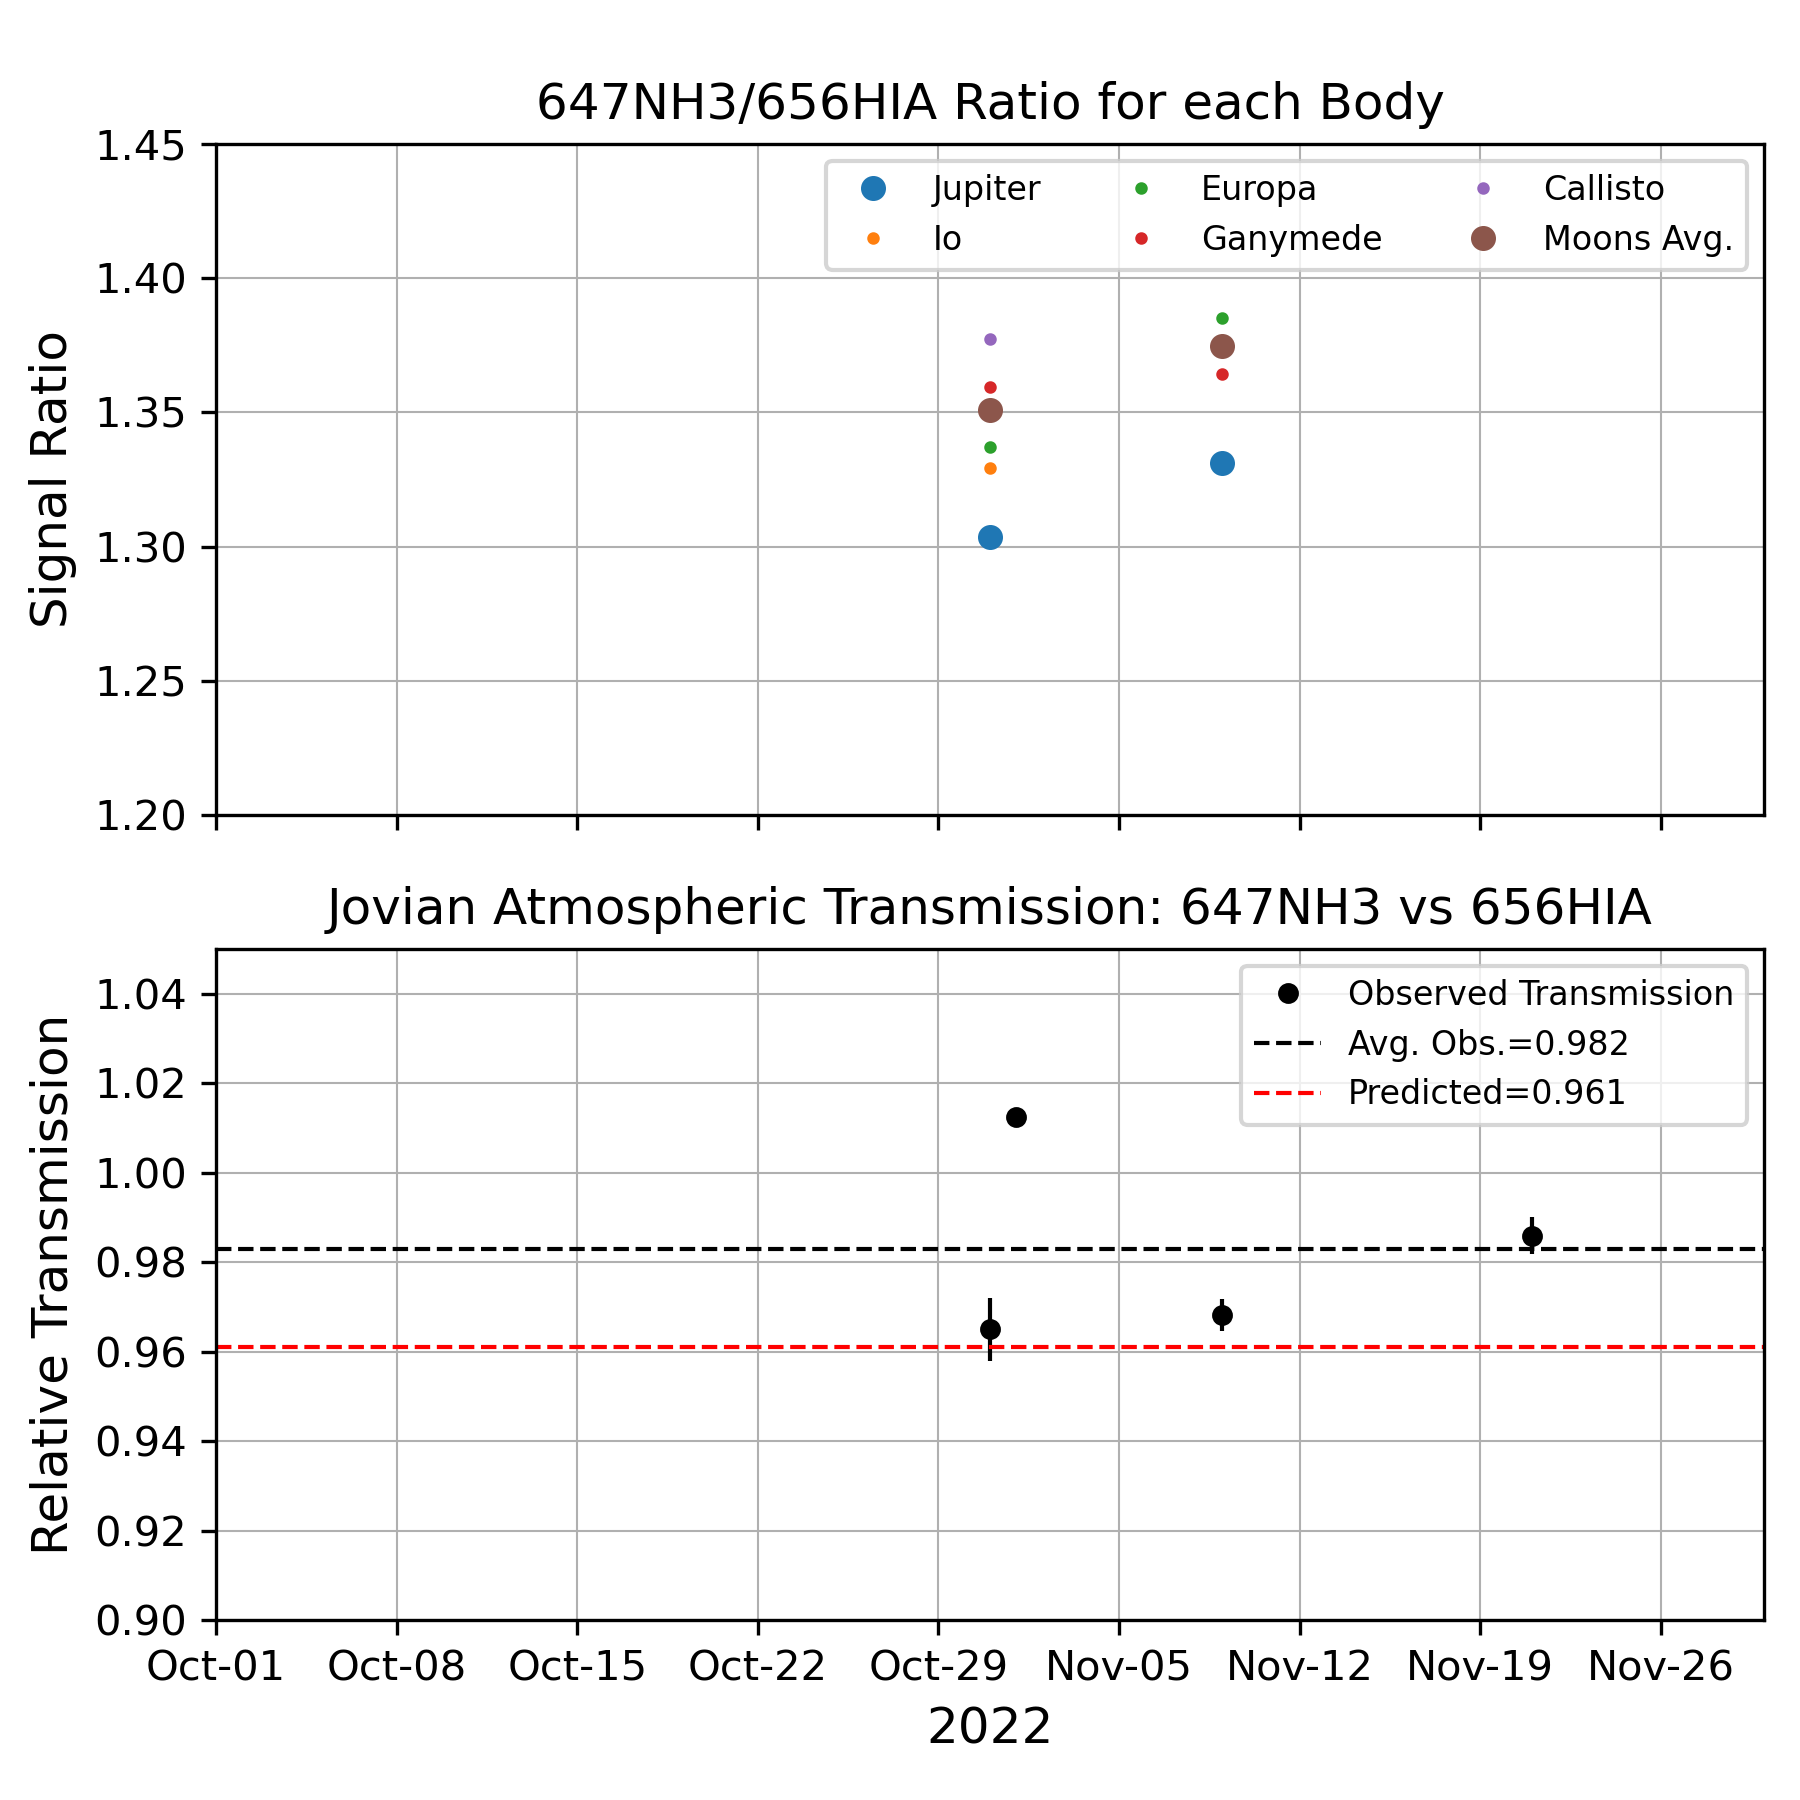 647NH3/656HIA Ratio for each Body
1.45
1.40
1.35
1.30
1.25
1.20
Signal Ratio
Jupiter Europa Callisto
Io Ganymede Moons Avg.
Jovian Atmospheric Transmission: 647NH3 vs 656HIA
1.04
1.02
1.00
0.98
0.96
0.94
0.92
0.90
Relative Transmission
Observed Transmission
Avg. Obs.=0.982
Predicted=0.961
Oct-01 Oct-08 Oct-15 Oct-22 Oct-29 Nov-05 Nov-12 Nov-19 Nov-26
2022